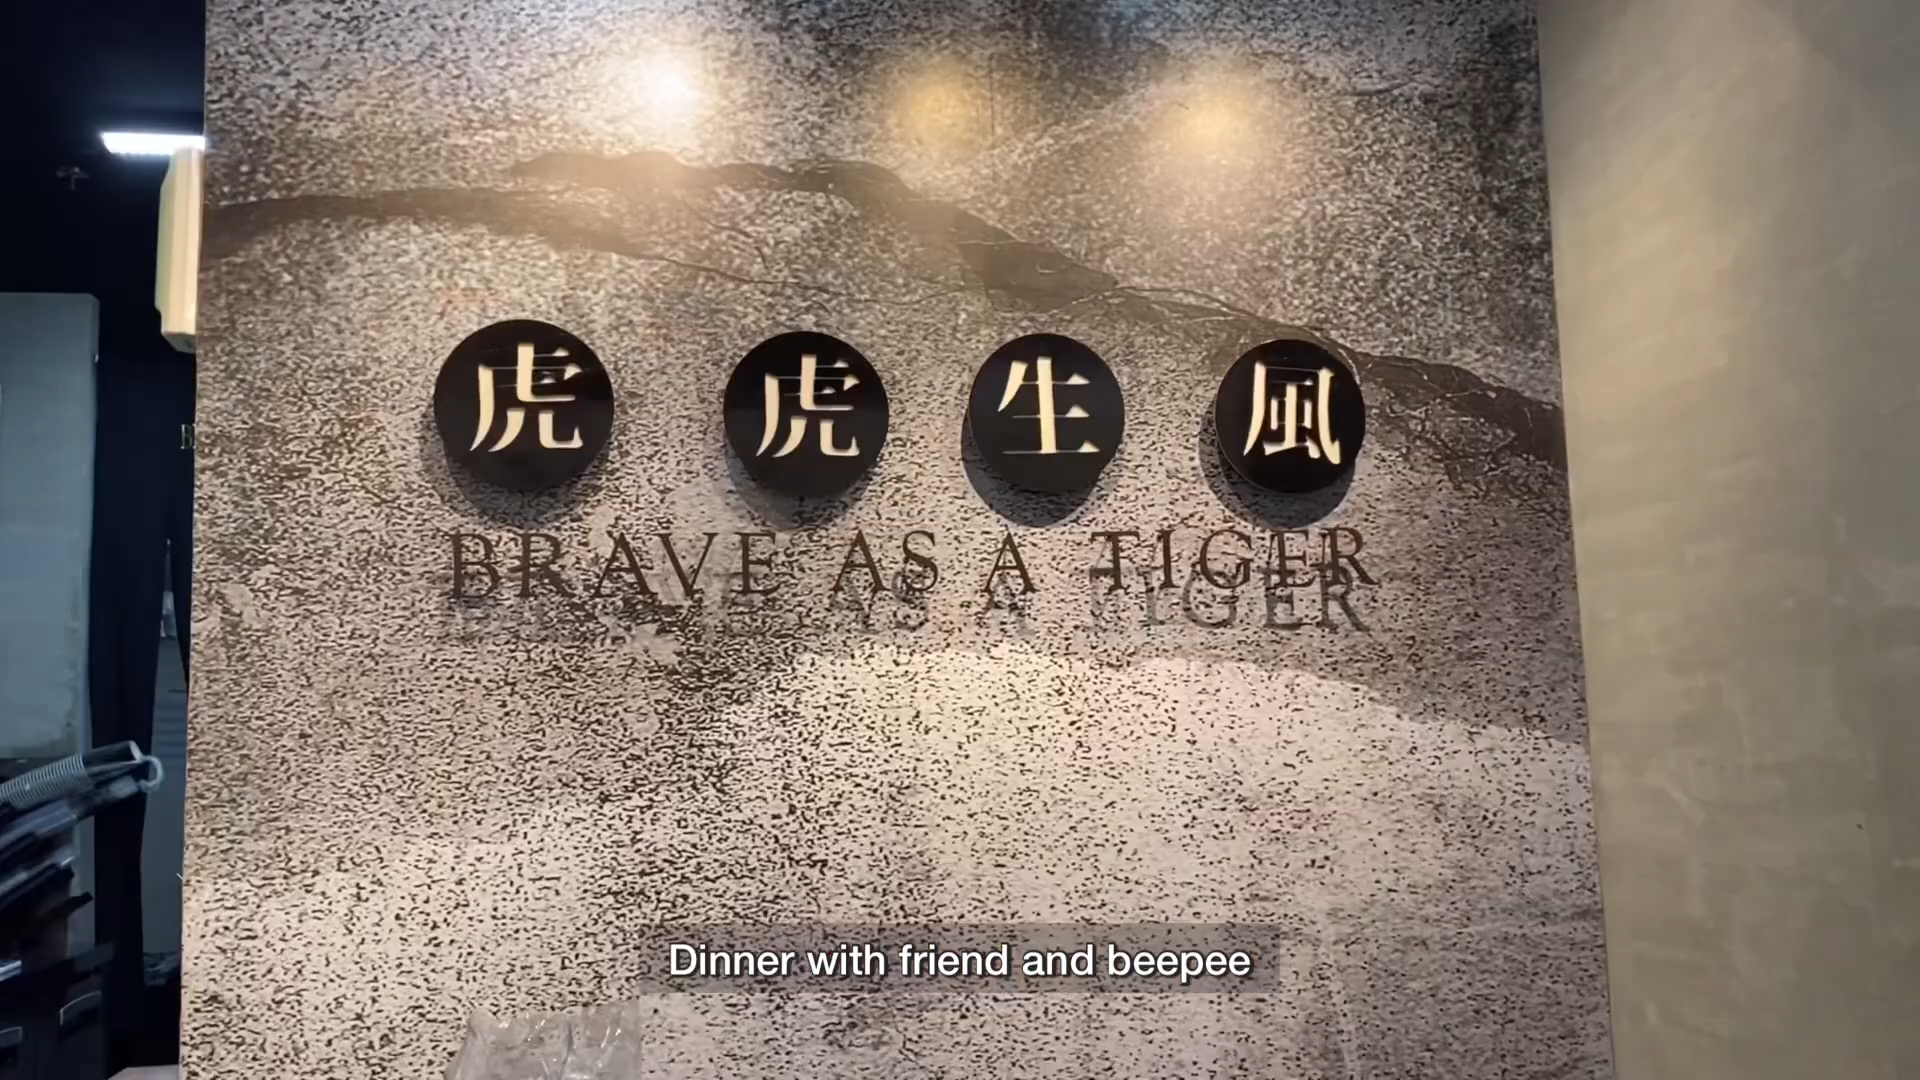 虎虎生風
BRAVE AS A TIGER
Dinner with friend and beepee